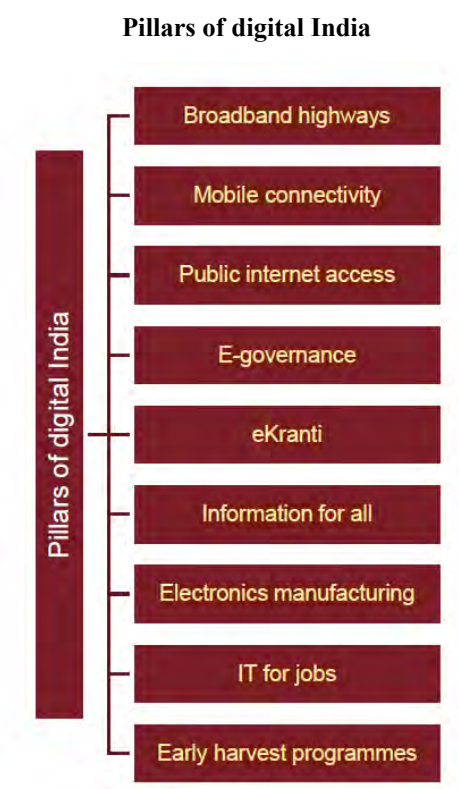 Pillars of digital India
Pillars of digital India
Broadband highways
Mobile connectivity
Public internet access
E-governance
eKranti
Information for all
Electronics manufacturing
IT for jobs
Early harvest programmes